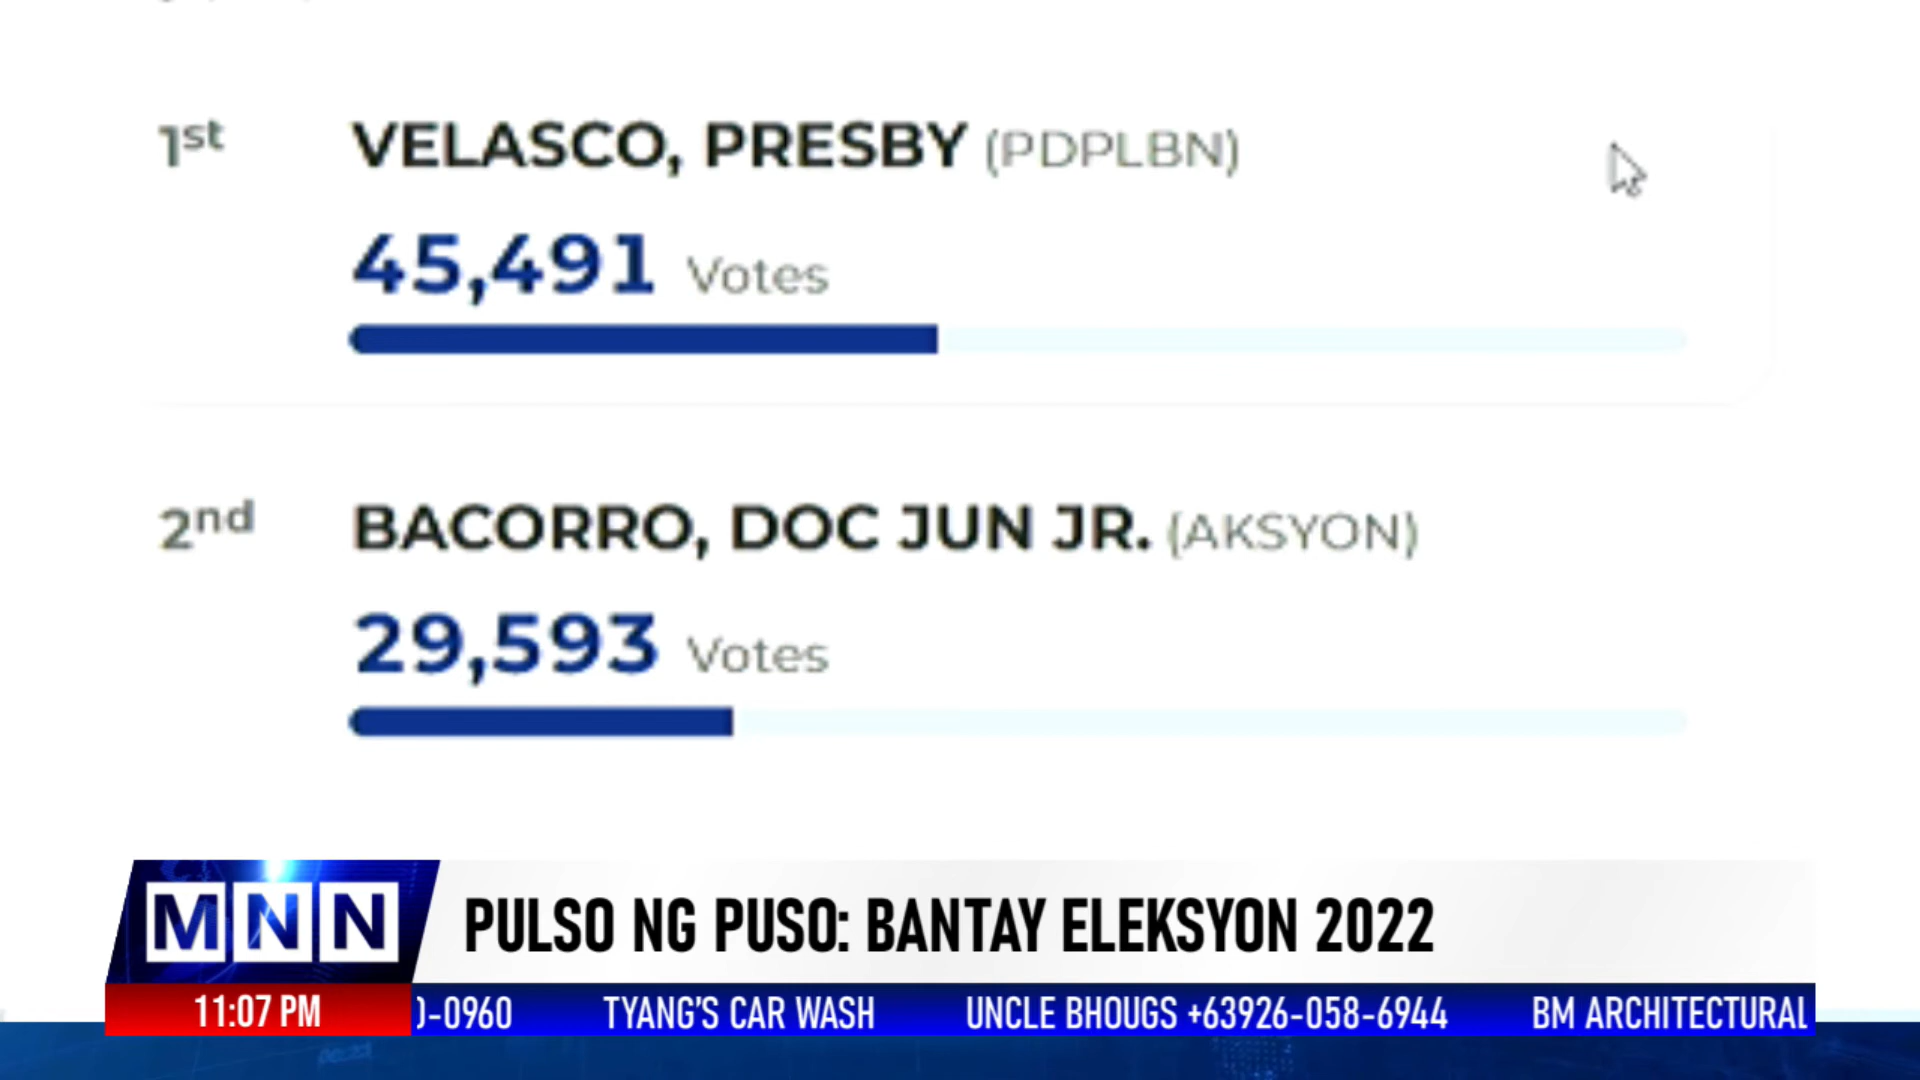 1st VELASCO, PRESBY (PDPLBN)
45,491 Votes
2nd BACORRO, DOC JUN JR. (AKSYON)
29,593 Votes
MNN PULSO NG PUSO: BANTAY ELEKSYON 2022
11:07 PM -0960 TYANG'S CAR WASH UNCLE BHOUGS +63926-058-6944 BM ARCHITECTURAL